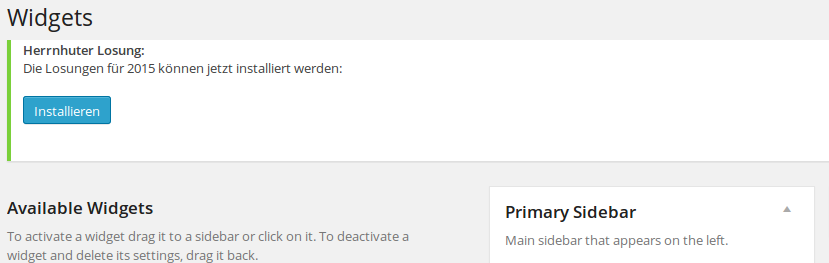 Widgets
Herrnhuter Losung:
Die Losungen für 2015 können jetzt installiert werden:
Installieren
Available Widgets
To activate a widget drag it to a sidebar or click on it. To deactivate a
widget and delete its settings, drag it back.
Primary Sidebar
Main sidebar that appears on the left.